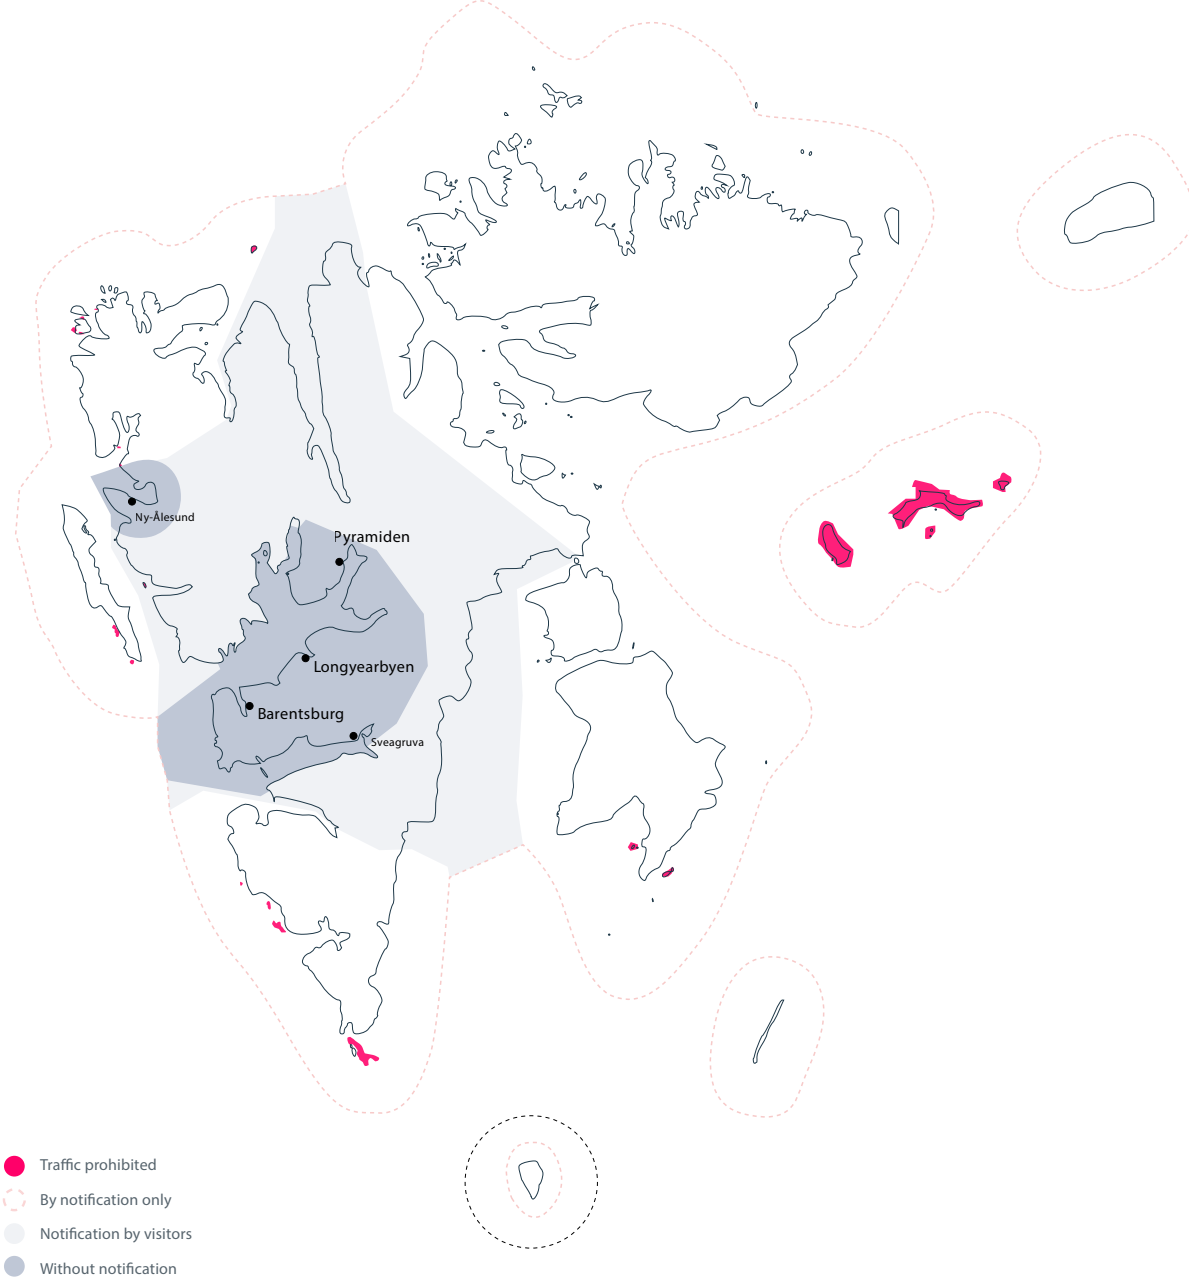 Ny-Ålesund
Pyramiden
Longyearbyen
Barentsburg
Sveagruva
Traffic prohibited
By notification only
Notification by visitors
Without notification